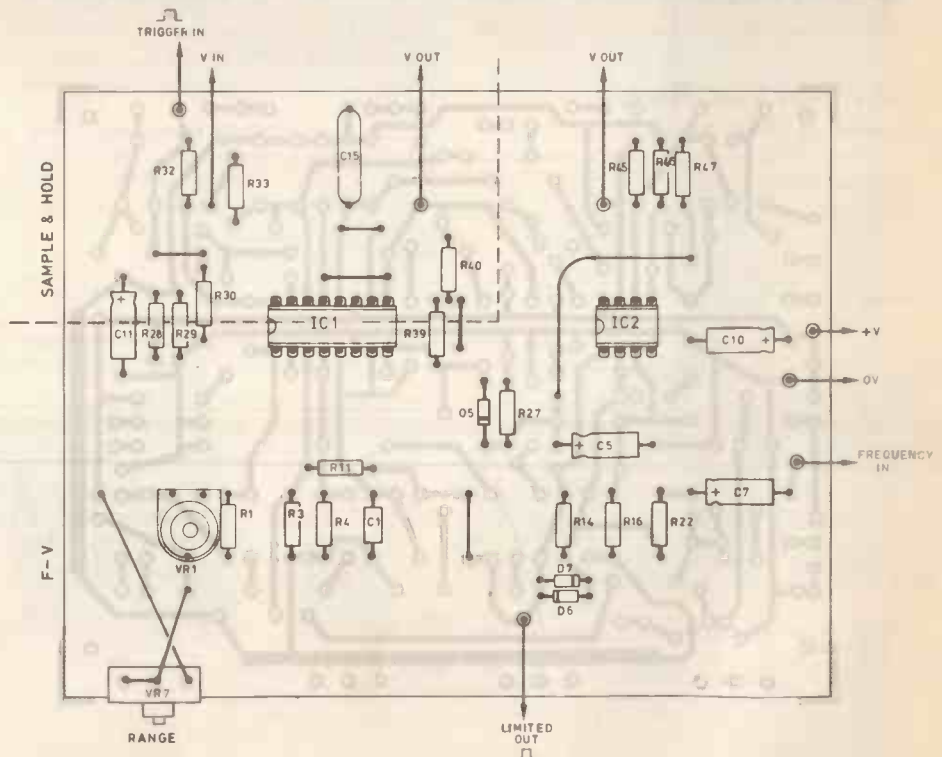 TRIGGER IN
V IN
V OUT
V OUT
R32
R33
C15
R45
R46
R47
SAMPLE & HOLD
R40
R30
C11
+
R28
R29
IC1
R39
IC2
C10 +
+V
0V
D5
R27
+ C5
FREQUENCY
IN
R11
+ C7
F-V
VR1
R1
R3
R4
C1
R14
R16
R22
D7
D6
VR7
RANGE
LIMITED
OUT